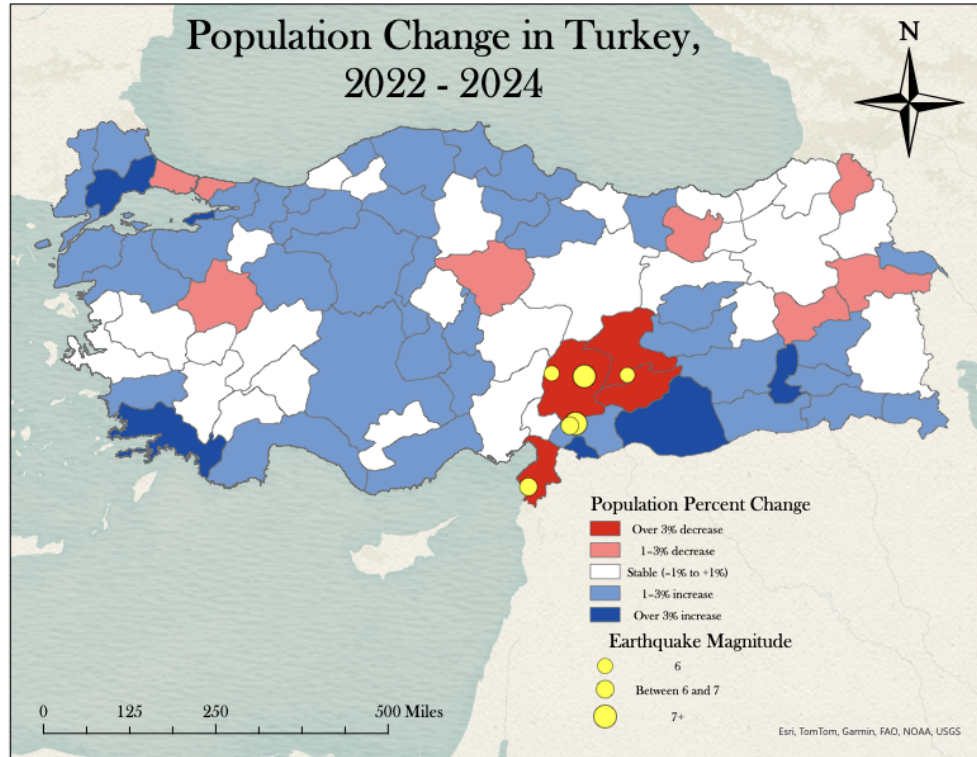 Population Change in Turkey,
2022 - 2024
N
Population Percent Change
Over 3% decrease
1–3% decrease
Stable (–1% to +1%)
1–3% increase
Over 3% increase
Earthquake Magnitude
6
Between 6 and 7
7+
0 125 250 500 Miles
Esri, TomTom, Garmin, FAO, NOAA, USGS